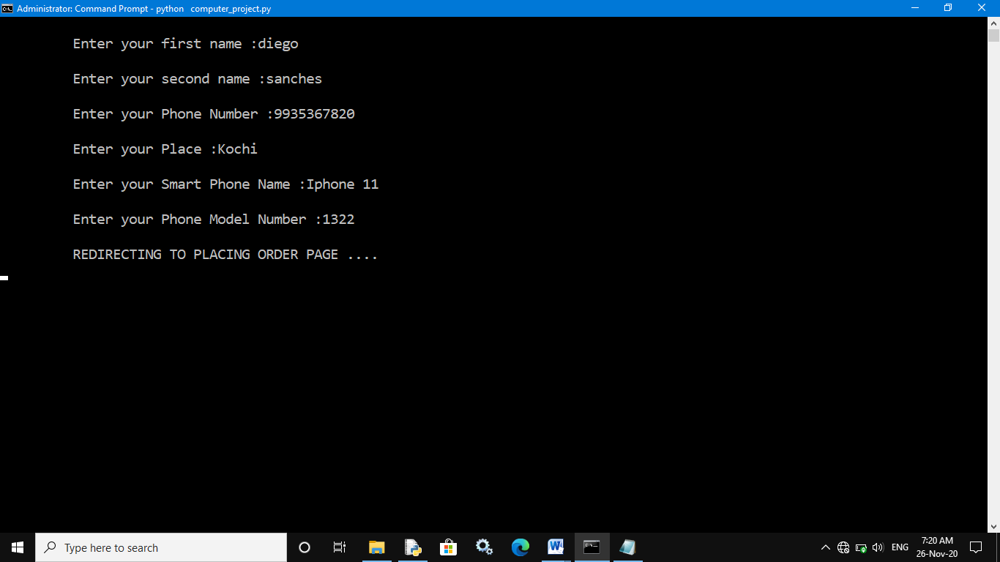 Administrator: Command Prompt - python computer_project.py
Enter your first name :diego
Enter your second name :sanches
Enter your Phone Number :9935367820
Enter your Place :Kochi
Enter your Smart Phone Name :Iphone 11
Enter your Phone Model Number :1322
REDIRECTING TO PLACING ORDER PAGE ....
Type here to search
ENG
7:20 AM
26-Nov-20